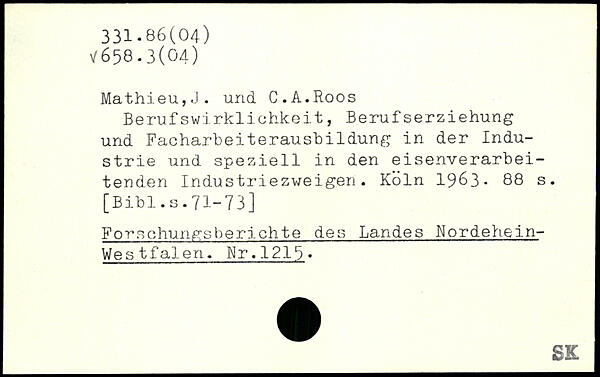 331.86(04)
√658.3(04)
Mathieu,J. und C.A.Roos
Berufswirklichkeit, Berufserziehung
und Facharbeiterausbildung in der Indu-
strie und speziell in den eisenverarbei-
tenden Industriezweigen. Köln 1963. 88 s.
[Bibl.s.71-73]
Forschungsberichte des Landes Nordehein-
Westfalen. Nr.1215.
SK